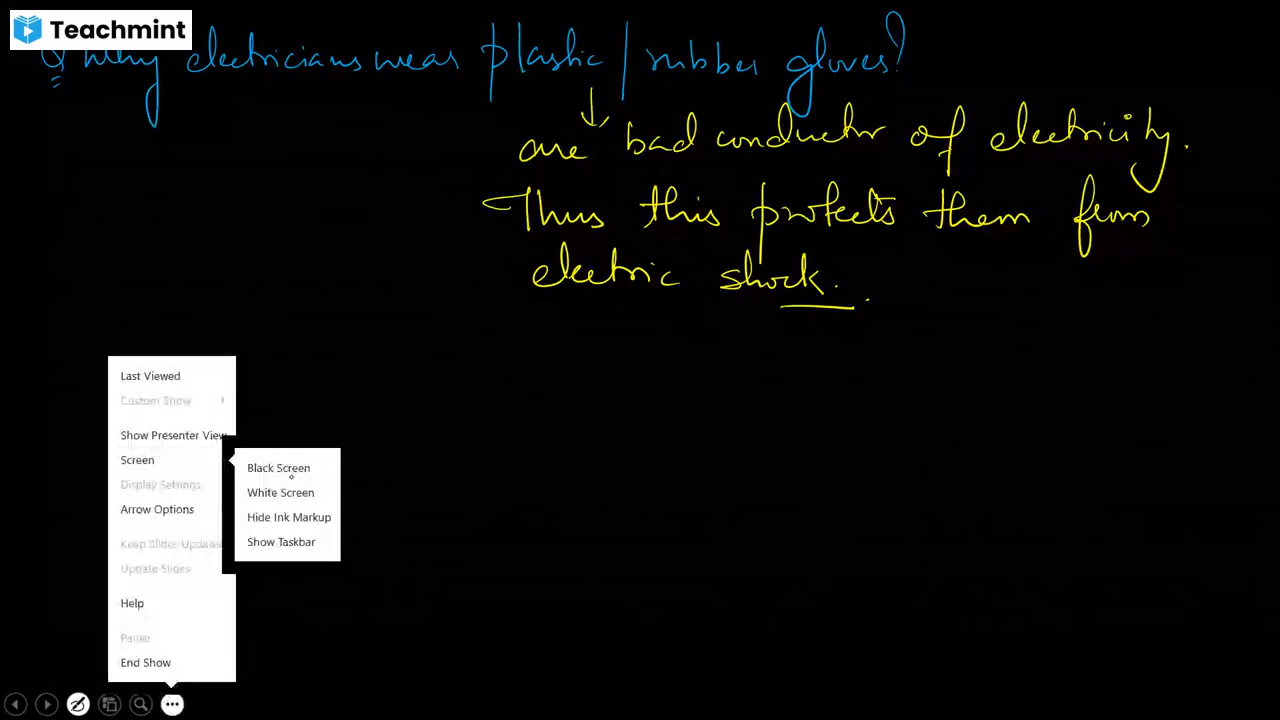 Teachmint
Q Why electricians wear plastic / rubber gloves?
are bad conductor of electricity.
Thus this protects them from
electric shock.
Last Viewed
Custom Show
Show Presenter View
Screen
Black Screen
Display Settings
White Screen
Arrow Options
Hide Ink Markup
Keep Slides Updated
Show Taskbar
Update Slides
Help
Pause
End Show